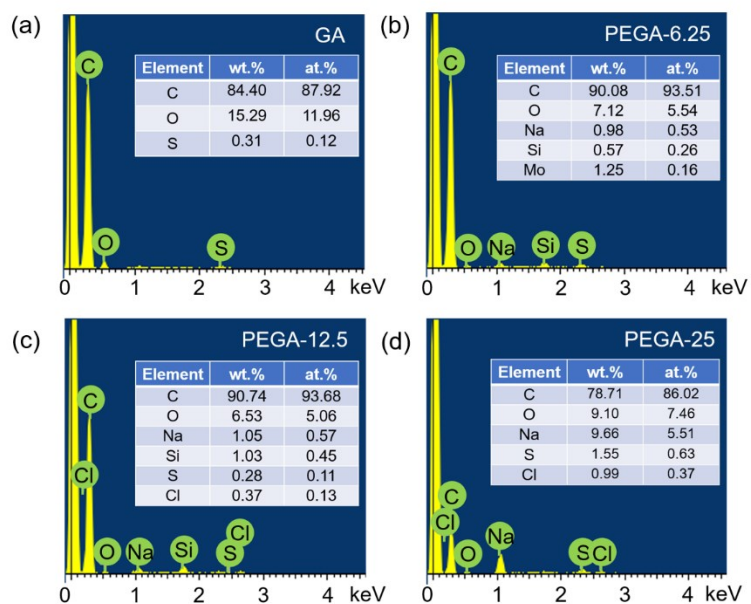 (a)
GA
C
Element wt.% at.%
C 84.40 87.92
O 15.29 11.96
S 0.31 0.12
O
S
0 1 2 3 4 keV
(b)
PEGA-6.25
C
Element wt.% at.%
C 90.08 93.51
O 7.12 5.54
Na 0.98 0.53
Si 0.57 0.26
Mo 1.25 0.16
O Na Si S
0 1 2 3 4 keV
(c)
PEGA-12.5
Element wt.% at.%
C 90.74 93.68
O 6.53 5.06
Na 1.05 0.57
Si 1.03 0.45
S 0.28 0.11
Cl 0.37 0.13
C
Cl
Cl
O Na Si S
0 1 2 3 4 keV
(d)
PEGA-25
Element wt.% at.%
C 78.71 86.02
O 9.10 7.46
Na 9.66 5.51
S 1.55 0.63
Cl 0.99 0.37
C
Cl
Na
O S Cl
0 1 2 3 4 keV